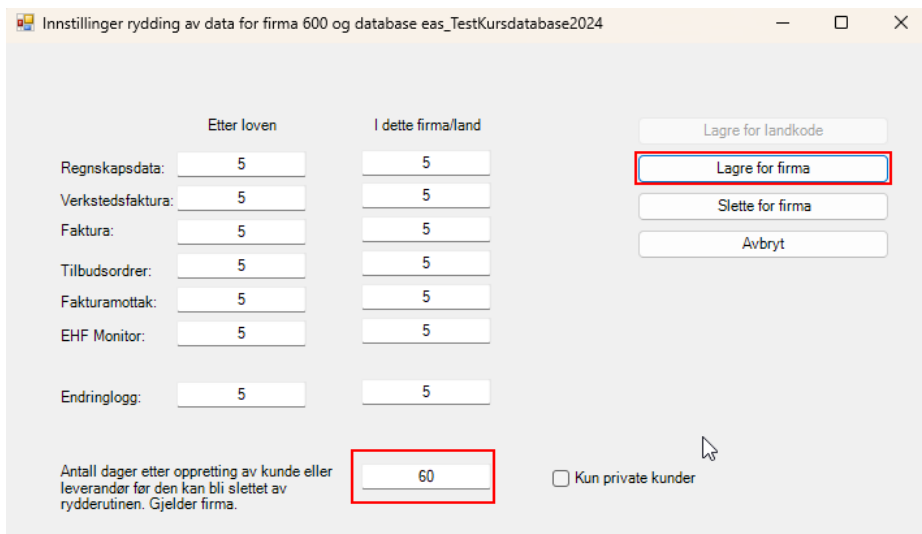 Innstillinger rydding av data for firma 600 og database eas_TestKursdatabase2024
Etter loven I dette firma/land
Lagre for landkode
Regnskapsdata: 5 5
Lagre for firma
Verkstedsfaktura: 5 5
Slette for firma
Faktura: 5 5
Avbryt
Tilbudsordrer: 5 5
Fakturamottak: 5 5
EHF Monitor: 5 5
Endringlogg: 5 5
Antall dager etter oppretting av kunde eller
leverandør før den kan bli slettet av
rydderutinen. Gjelder firma.
60
Kun private kunder